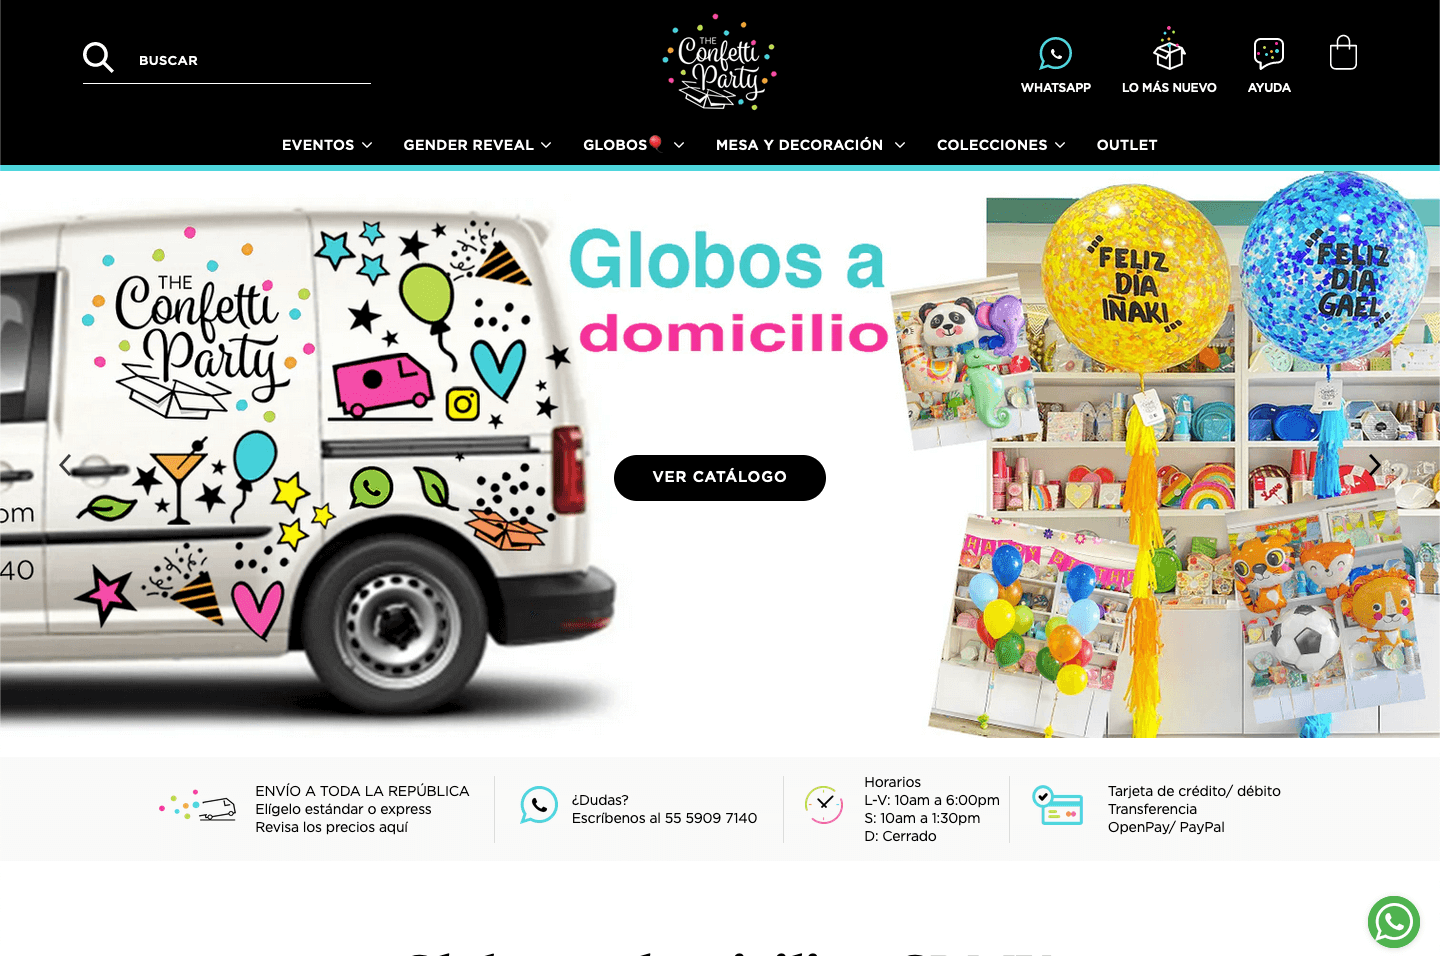 BUSCAR
THE
Confetti
Party
WHATSAPP
LO MÁS NUEVO
AYUDA
EVENTOS
GENDER REVEAL
GLOBOS
MESA Y DECORACIÓN
COLECCIONES
OUTLET
THE
Confetti
Party
om
40
Globos a
domicilio
VER CATÁLOGO
FELIZ
DÍA
IÑAKI
FELIZ
DÍA
GAEL
HAPPY BIRTH
Love
ENVÍO A TODA LA REPÚBLICA
Elígelo estándar o express
Revisa los precios aquí
¿Dudas?
Escríbenos al 55 5909 7140
Horarios
L-V: 10am a 6:00pm
S: 10am a 1:30pm
D: Cerrado
Tarjeta de crédito/ débito
Transferencia
OpenPay/ PayPal